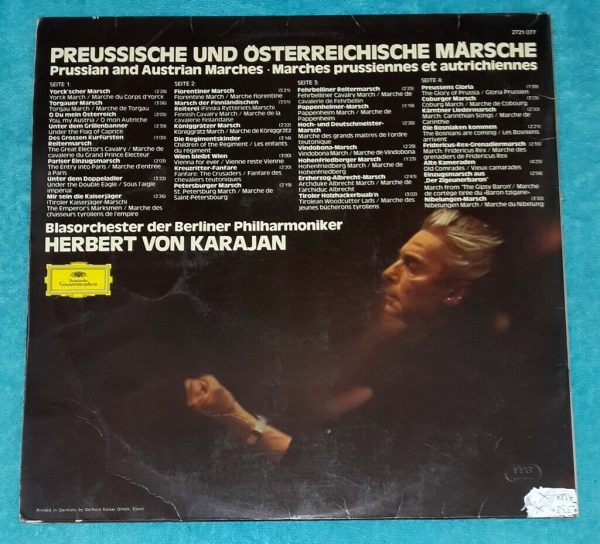 2721 077
PREUSSISCHE UND ÖSTERREICHISCHE MÄRSCHE
Prussian and Austrian Marches · Marches prussiennes et autrichiennes
SEITE 1:
Yorck'scher Marsch
York March / Marche du Corps d'Yorck
Torgauer Marsch
Torgau March / Marche de Torgau
O Du mein Österreich
You, my Austria / O mon Autriche
Unter dem Grillenbanner
Under the Flag of Caprice
Des Grossen Kurfürsten
Reitermarsch
The Great Elector's Cavalry / Marche de
cavalerie du Grand Prince Electeur
Pariser Einzugsmarsch
The Entry into Paris / Marche d'entrée
à Paris
Unter dem Doppeladler
Under the Double Eagle / Sous l'aigle
impérial
Mir sein die Kaiserjäger
(Tiroler Kaiserjäger-Marsch)
The Emperor's Marksmen / Marche des
chasseurs tyroliens de l'empire
SEITE 2:
Florentiner Marsch
Florentine March / Marche florentine
Marsch der Finnländischen
Reiterei (Finska Rytteriets Marsch)
Finnish Cavalry March / Marche de la
cavalerie finlandaise
Königgrätzer Marsch
Königgrätz March / Marche de Königgrätz
Die Regimentskinder
Children of the Regiment / Les enfants
du régiment
Wien bleibt Wien
Vienna for ever / Vienne reste Vienne
Kreuzritter-Fanfare
Fanfare: The Crusaders / Fanfare des
chevaliers teutoniques
Petersburger Marsch
St. Petersburg March / Marche de
Saint-Pétersbourg
SEITE 3:
Fehrbelliner Reitermarsch
Fehrbelliner Cavalry March / Marche de
cavalerie de Fehrbellin
Pappenheimer-Marsch
Pappenheim March / Marche de
Pappenheim
Hoch-und Deutschmeister-
Marsch
Marche des grands maîtres de l'ordre
teutonique
Vindobona-Marsch
Vindobona March / Marche de Vindobona
Hohenfriedberger Marsch
Hohenfriedberg March / Marche de
Hohenfriedberg
Erzherzog-Albrecht-Marsch
Archduke Albrecht March / Marche de
l'archiduc Albrecht
Tiroler Holzhackerbuab'n
Tirolean Woodcutter Lads / Marche des
jeunes bûcherons tyroliens
SEITE 4:
Preussens Gloria
The Glory of Prussia / Gloria Prussien
Coburger Marsch
Coburg March / Marche de Cobourg
Kärntner Liedermarsch
March: Carinthian Songs / Marche de
Carinthie
Die Bosniaken kommen
The Bosnians are coming / Les Bosniens
arrivent
Fridericus-Rex-Grenadiermarsch
March: Fridericus Rex / Marche des
grenadiers de Fridericus Rex
Alte Kameraden
Old Comrades / Vieux camarades
Einzugsmarsch aus
'Der Zigeunerbaron'
March from 'The Gipsy Baron' / Marche
de cortège tirée du «Baron tzigane»
Nibelungen-Marsch
Nibelungen March / Marche du Nibelung
Blasorchester der Berliner Philharmoniker
HERBERT VON KARAJAN
Deutsche
Grammophon
Printed in Germany by Gerhard Kaiser GmbH, Essen